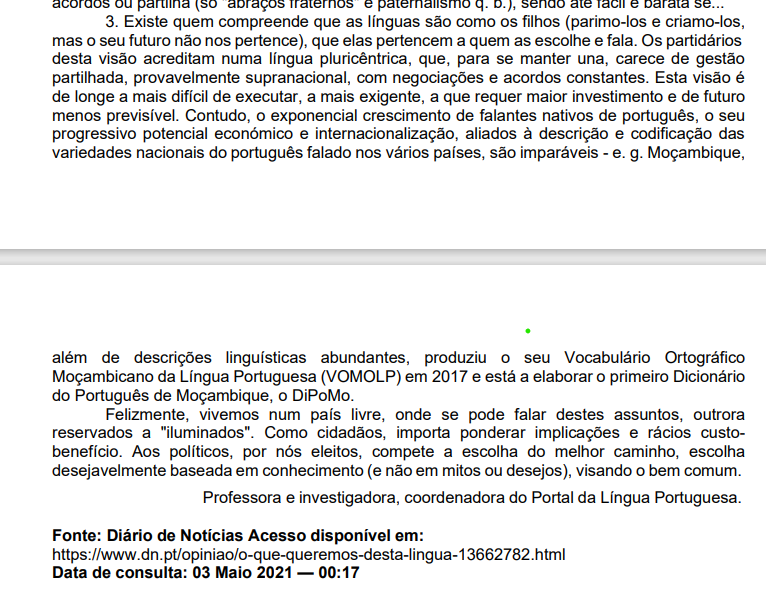 acordos ou partilha (só "abraços fraternos" e paternalismo q. b.), sendo até fácil e barata se...
3. Existe quem compreende que as línguas são como os filhos (parimo-los e criamo-los,
mas o seu futuro não nos pertence), que elas pertencem a quem as escolhe e fala. Os partidários
desta visão acreditam numa língua pluricêntrica, que, para se manter una, carece de gestão
partilhada, provavelmente supranacional, com negociações e acordos constantes. Esta visão é
de longe a mais difícil de executar, a mais exigente, a que requer maior investimento e de futuro
menos previsível. Contudo, o exponencial crescimento de falantes nativos de português, o seu
progressivo potencial económico e internacionalização, aliados à descrição e codificação das
variedades nacionais do português falado nos vários países, são imparáveis - e. g. Moçambique,
além de descrições linguísticas abundantes, produziu o seu Vocabulário Ortográfico
Moçambicano da Língua Portuguesa (VOMOLP) em 2017 e está a elaborar o primeiro Dicionário
do Português de Moçambique, o DiPoMo.
Felizmente, vivemos num país livre, onde se pode falar destes assuntos, outrora
reservados a "iluminados". Como cidadãos, importa ponderar implicações e rácios custo-
benefício. Aos políticos, por nós eleitos, compete a escolha do melhor caminho, escolha
desejavelmente baseada em conhecimento (e não em mitos ou desejos), visando o bem comum.
Professora e investigadora, coordenadora do Portal da Língua Portuguesa.
Fonte: Diário de Notícias Acesso disponível em:
https://www.dn.pt/opiniao/o-que-queremos-desta-lingua-13662782.html
Data de consulta: 03 Maio 2021 — 00:17